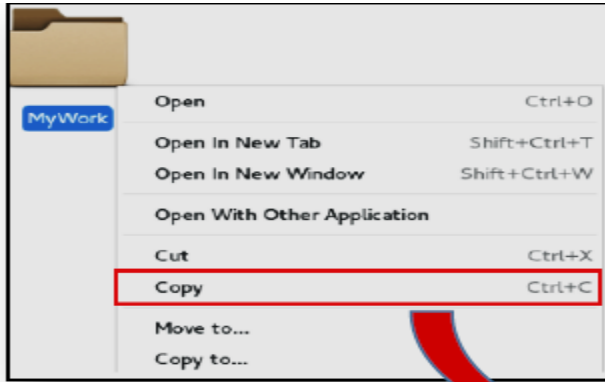 MyWork
Open Ctrl+O
Open In New Tab Shift+Ctrl+T
Open In New Window Shift+Ctrl+W
Open With Other Application
Cut Ctrl+X
Copy Ctrl+C
Move to...
Copy to...